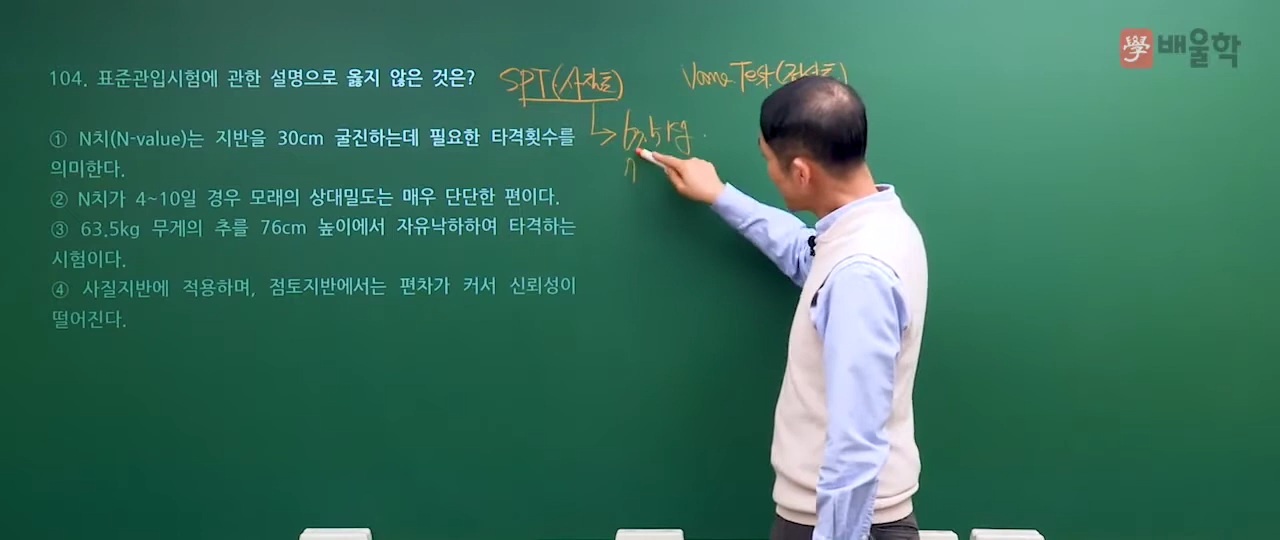 學 배울학
104. 표준관입시험에 관한 설명으로 옳지 않은 것은?
SPT(사질토)
Vane Test(점성토)
① N치(N-value)는 지반을 30cm 굴진하는데 필요한 타격횟수를
의미한다.
63.5kg.
② N치가 4~10일 경우 모래의 상대밀도는 매우 단단한 편이다.
③ 63.5kg 무게의 추를 76cm 높이에서 자유낙하하여 타격하는
시험이다.
④ 사질지반에 적용하며, 점토지반에서는 편차가 커서 신뢰성이
떨어진다.